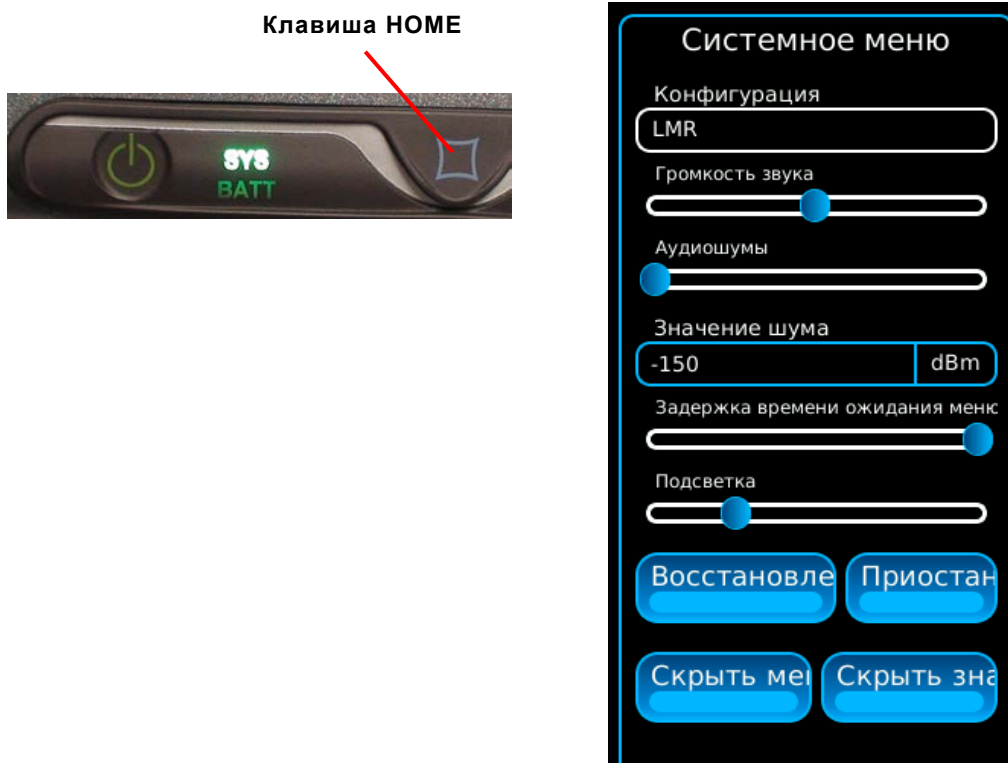 Клавиша HOME
SYS
BATT
Системное меню
Конфигурация
LMR
Громкость звука
Аудиошумы
Значение шума
-150 dBm
Задержка времени ожидания меню
Подсветка
Восстановле Приостан
Скрыть ме Скрыть зна